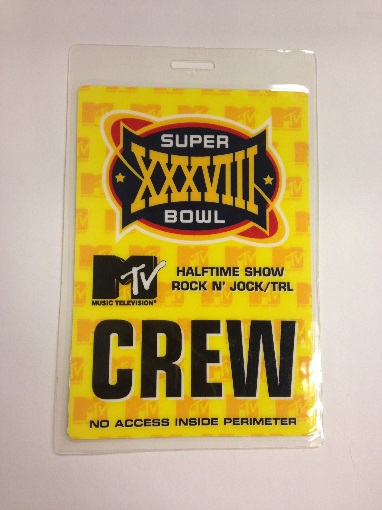 SUPER
XXXVIII
BOWL
MTV
MUSIC TELEVISION®
HALFTIME SHOW
ROCK N' JOCK/TRL
CREW
NO ACCESS INSIDE PERIMETER